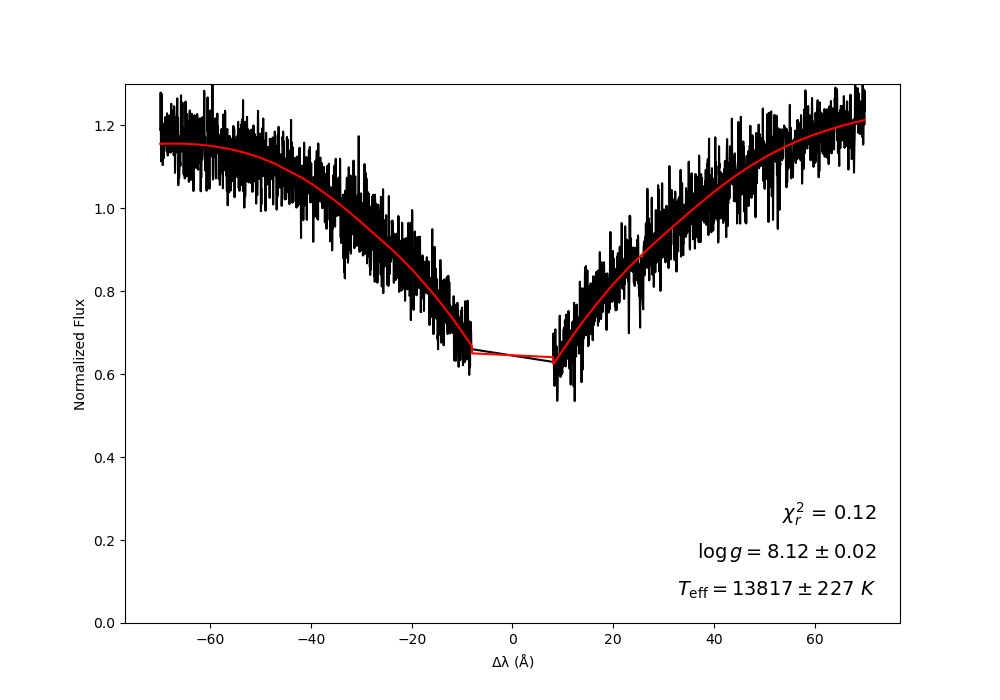 1.2
1.0
0.8
0.6
0.4
0.2
0.0
Normalized Flux
χ²ᵣ = 0.12
log g = 8.12 ± 0.02
T_eff = 13817 ± 227 K
−60 −40 −20 0 20 40 60
Δλ (Å)